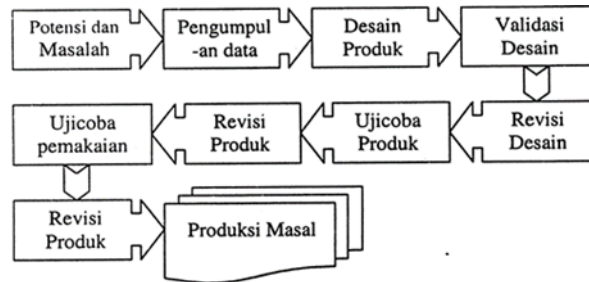 Potensi dan
Masalah
Pengumpul
-an data
Desain
Produk
Validasi
Desain
Revisi
Desain
Ujicoba
Produk
Revisi
Produk
Ujicoba
pemakaian
Revisi
Produk
Produksi Masal